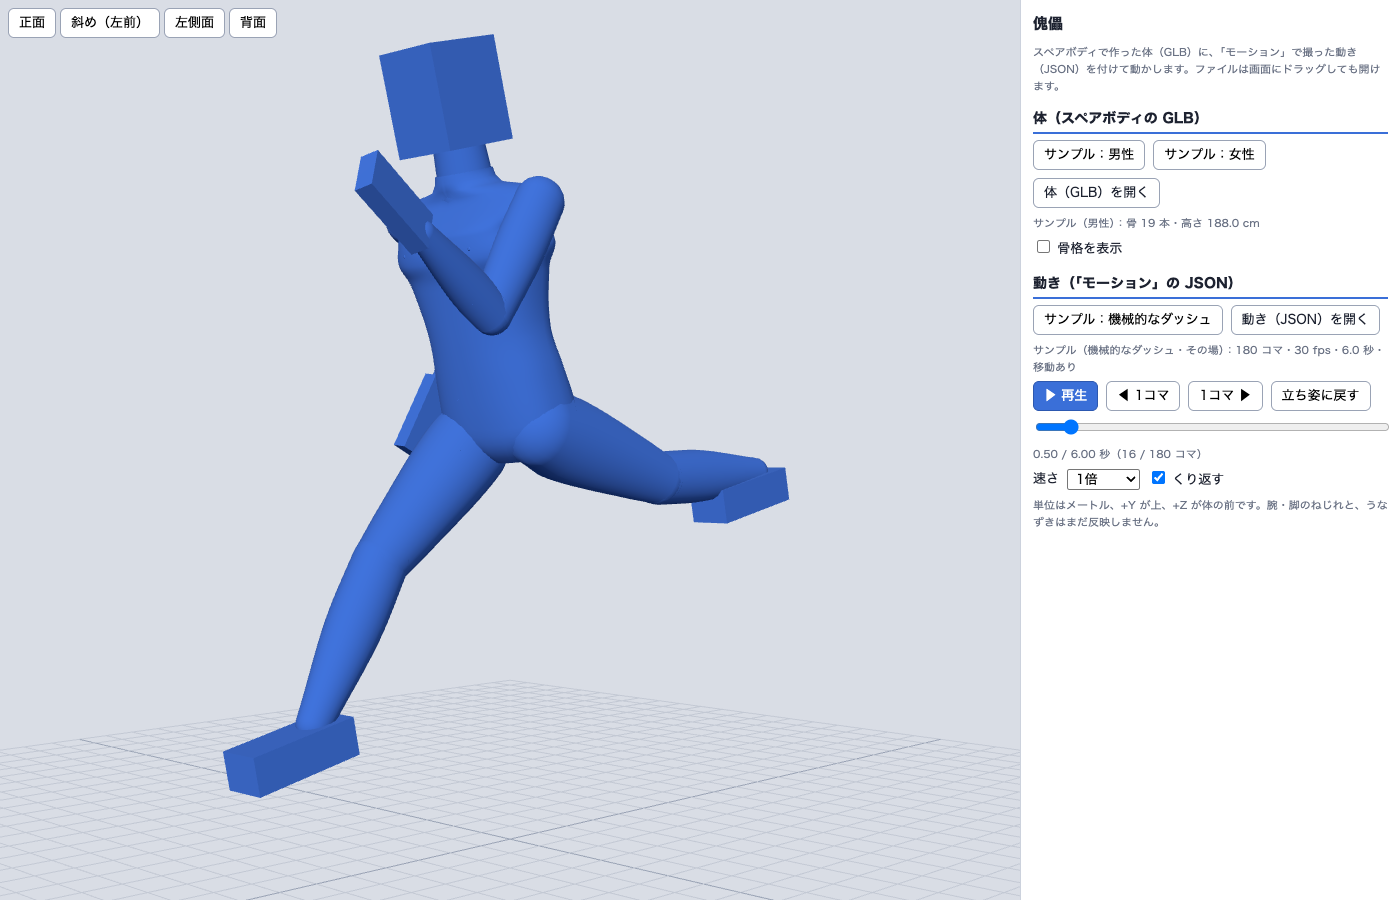 正面 斜め（左前） 左側面 背面
傀儡
スペアボディで作った体（GLB）に、「モーション」で撮った動き
（JSON）を付けて動かします。ファイルは画面にドラッグしても開け
ます。
体（スペアボディの GLB）
サンプル：男性 サンプル：女性
体（GLB）を開く
サンプル（男性）：骨 19 本・高さ 188.0 cm
骨格を表示
動き（「モーション」の JSON）
サンプル：機械的なダッシュ 動き（JSON）を開く
サンプル（機械的なダッシュ・その場）：180 コマ・30 fps・6.0 秒・
移動あり
▶ 再生 ◀ 1コマ 1コマ ▶ 立ち姿に戻す
0.50 / 6.00 秒（16 / 180 コマ）
速さ 1倍 くり返す
単位はメートル、+Y が上、+Z が体の前です。腕・脚のねじれと、うな
ずきはまだ反映しません。